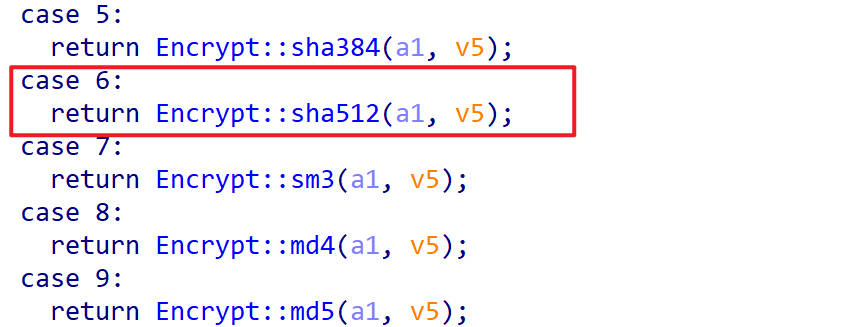 case 5:
return Encrypt::sha384(a1, v5);
case 6:
return Encrypt::sha512(a1, v5);
case 7:
return Encrypt::sm3(a1, v5);
case 8:
return Encrypt::md4(a1, v5);
case 9:
return Encrypt::md5(a1, v5);